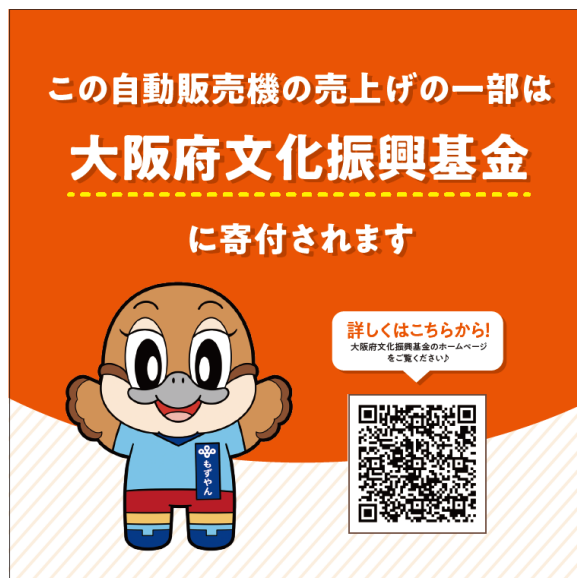 この自動販売機の売上げの一部は
大阪府文化振興基金
に寄付されます
詳しくはこちらから!
大阪府文化振興基金のホームページ
をご覧ください♪
もずやん